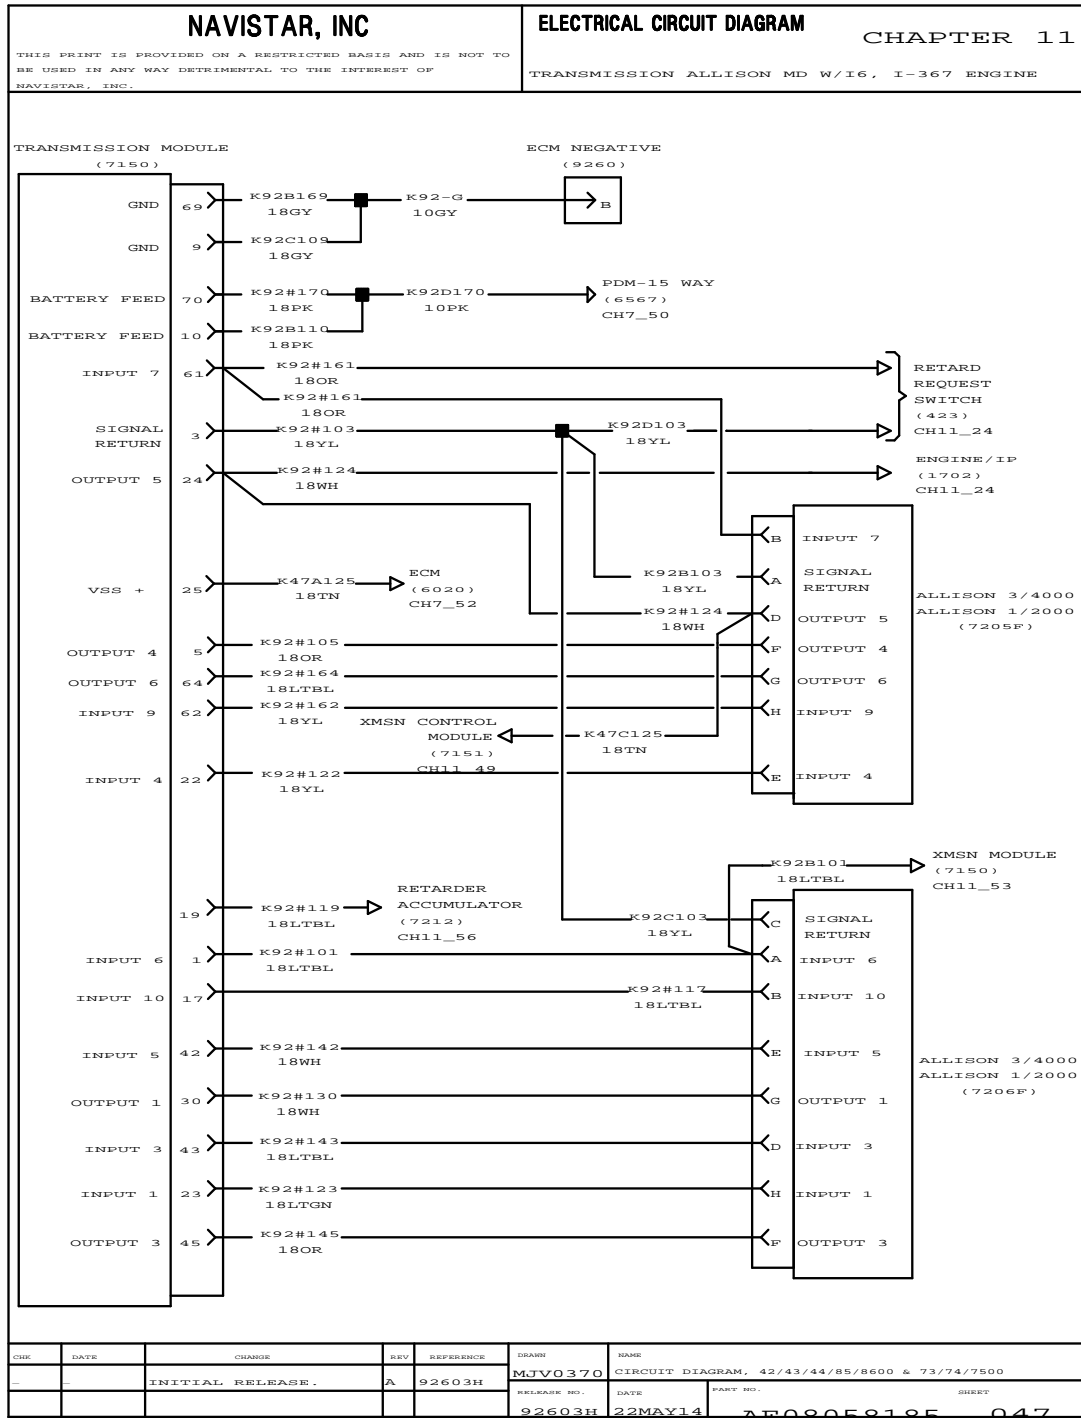 NAVISTAR, INC
THIS PRINT IS PROVIDED ON A RESTRICTED BASIS AND IS NOT TO
BE USED IN ANY WAY DETRIMENTAL TO THE INTEREST OF
NAVISTAR, INC.
ELECTRICAL CIRCUIT DIAGRAM
CHAPTER 11
TRANSMISSION ALLISON MD W/I6, I-367 ENGINE
TRANSMISSION MODULE
(7150)
ECM NEGATIVE
(9260)
GND 69 K92B169 K92-G B
18GY 10GY
GND 9 K92C109
18GY
BATTERY FEED 70 K92#170 K92D170
18PK 10PK
PDM-15 WAY
(6567)
CH7_50
BATTERY FEED 10 K92B110
18PK
INPUT 7 61 K92#161
18OR
K92#161
18OR
RETARD
REQUEST
SWITCH
(423)
CH11_24
SIGNAL
RETURN
3 K92#103 K92D103
18YL 18YL
OUTPUT 5 24 K92#124
18WH
ENGINE/IP
(1702)
CH11_24
B INPUT 7
VSS + 25 K47A125
18TN
ECM
(6020)
CH7_52
K92B103 A SIGNAL
18YL RETURN
K92#124 D OUTPUT 5
18WH
ALLISON 3/4000
ALLISON 1/2000
(7205F)
OUTPUT 4 5 K92#105 F OUTPUT 4
18OR
OUTPUT 6 64 K92#164 G OUTPUT 6
18LTBL
INPUT 9 62 K92#162 H INPUT 9
18YL
XMSN CONTROL
MODULE
(7151)
CH11_49
K47C125
18TN
INPUT 4 22 K92#122 E INPUT 4
18YL
K92B101
18LTBL
XMSN MODULE
(7150)
CH11_53
19 K92#119
18LTBL
RETARDER
ACCUMULATOR
(7212)
CH11_56
K92C103 C SIGNAL
18YL RETURN
INPUT 6 1 K92#101 A INPUT 6
18LTBL
INPUT 10 17 K92#117 B INPUT 10
18LTBL
INPUT 5 42 K92#142 E INPUT 5
18WH
ALLISON 3/4000
ALLISON 1/2000
(7206F)
OUTPUT 1 30 K92#130 G OUTPUT 1
18WH
INPUT 3 43 K92#143 D INPUT 3
18LTBL
INPUT 1 23 K92#123 H INPUT 1
18LTGN
OUTPUT 3 45 K92#145 F OUTPUT 3
18OR
CHK DATE CHANGE REV REFERENCE DRAWN NAME
- - INITIAL RELEASE. A 92603H MJV0370 CIRCUIT DIAGRAM, 42/43/44/85/8600 & 73/74/7500
RELEASE NO. DATE PART NO. SHEET
92603H 22MAY14 AE08058185 047